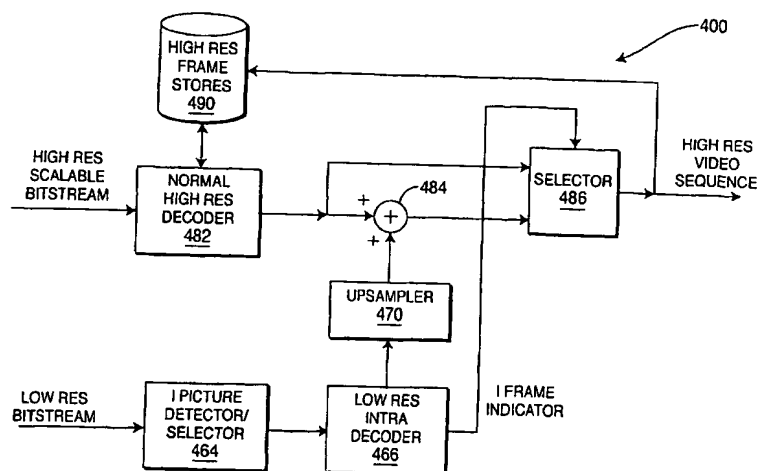 400
HIGH RES
FRAME
STORES
490
HIGH RES
SCALABLE
BITSTREAM
NORMAL
HIGH RES
DECODER
482
+
+
+
484
SELECTOR
486
HIGH RES
VIDEO
SEQUENCE
UPSAMPLER
470
LOW RES
BITSTREAM
I PICTURE
DETECTOR/
SELECTOR
464
LOW RES
INTRA
DECODER
466
I FRAME
INDICATOR